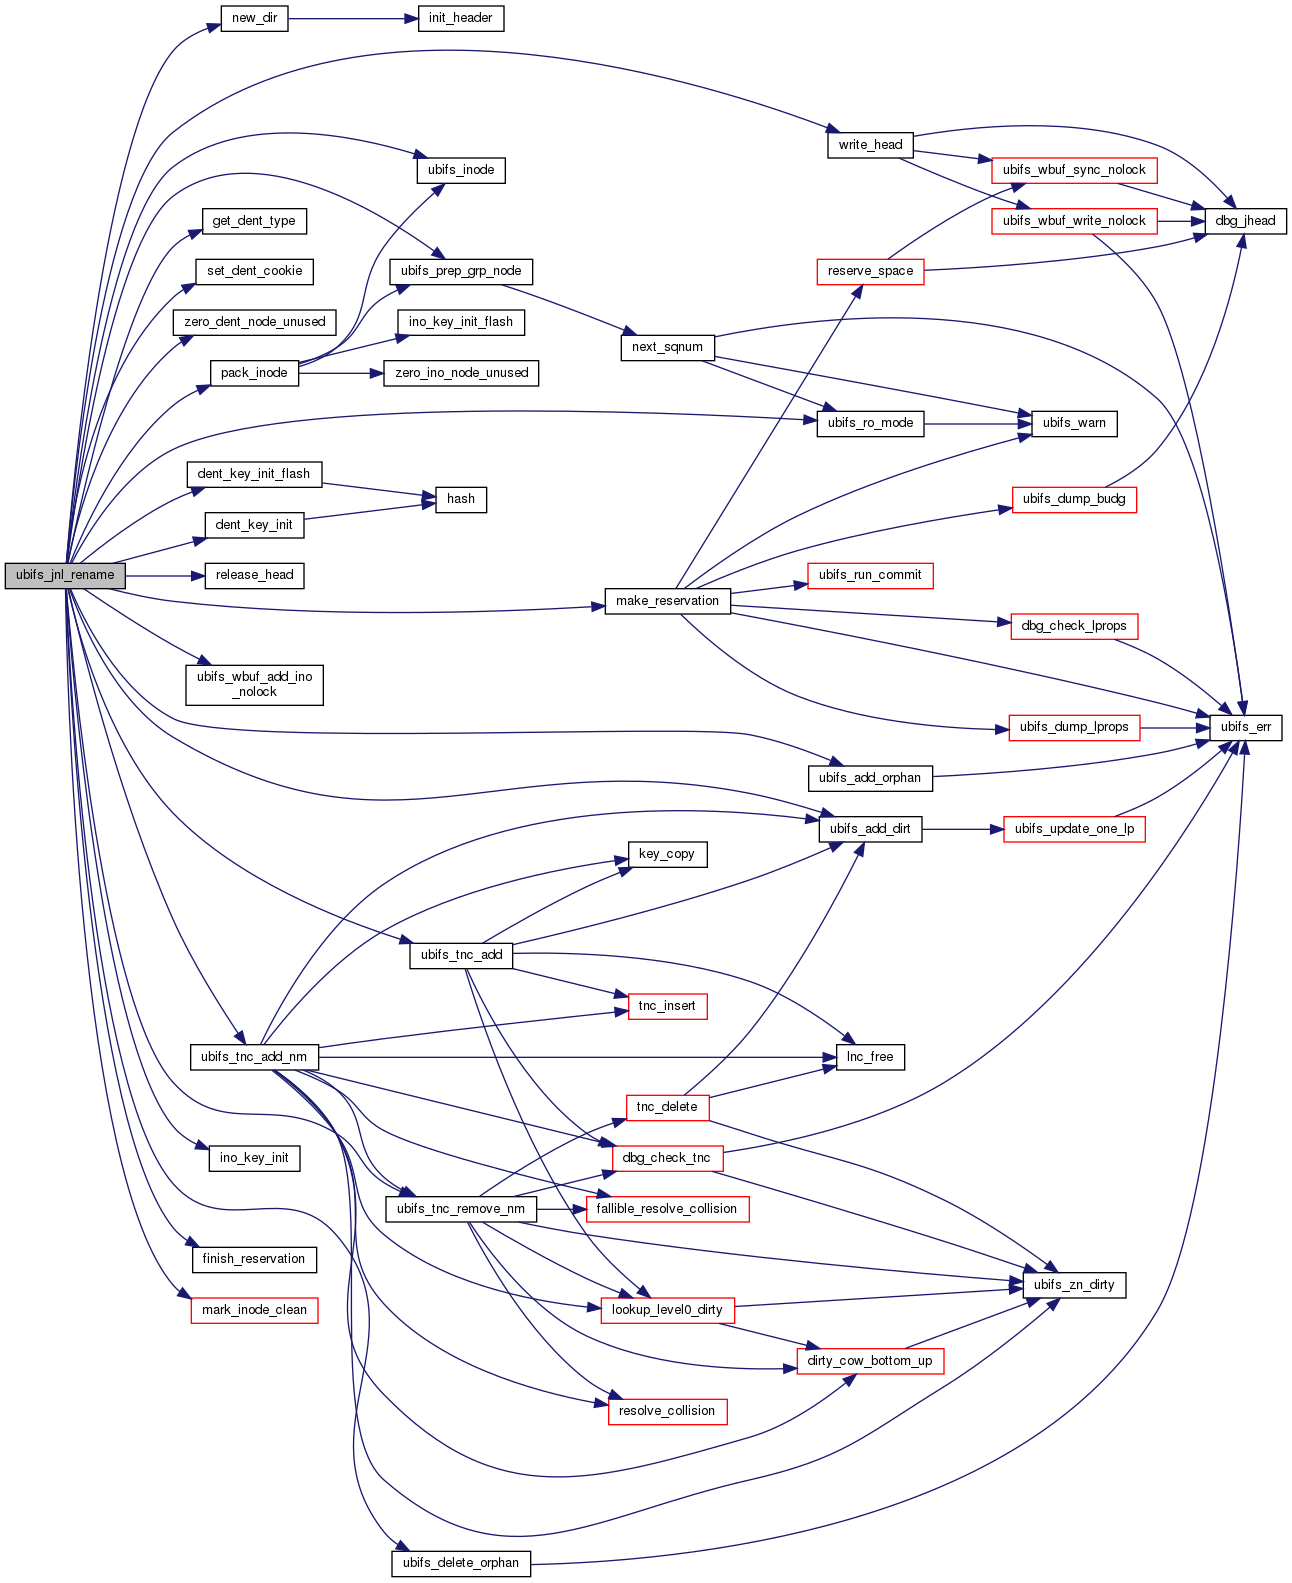 new_dir
init_header
write_head
ubifs_inode
ubifs_wbuf_sync_nolock
get_dent_type
ubifs_wbuf_write_nolock
dbg_jhead
set_dent_cookie
ubifs_prep_grp_node
reserve_space
zero_dent_node_unused
ino_key_init_flash
next_sqnum
pack_inode
zero_ino_node_unused
ubifs_ro_mode
ubifs_warn
dent_key_init_flash
hash
ubifs_dump_budg
dent_key_init
ubifs_jnl_rename
release_head
ubifs_run_commit
make_reservation
dbg_check_lprops
ubifs_wbuf_add_ino
_nolock
ubifs_dump_lprops
ubifs_err
ubifs_add_orphan
ubifs_add_dirt
ubifs_update_one_lp
key_copy
ubifs_tnc_add
tnc_insert
ubifs_tnc_add_nm
lnc_free
tnc_delete
ino_key_init
dbg_check_tnc
ubifs_tnc_remove_nm
fallible_resolve_collision
finish_reservation
ubifs_zn_dirty
mark_inode_clean
lookup_level0_dirty
dirty_cow_bottom_up
resolve_collision
ubifs_delete_orphan